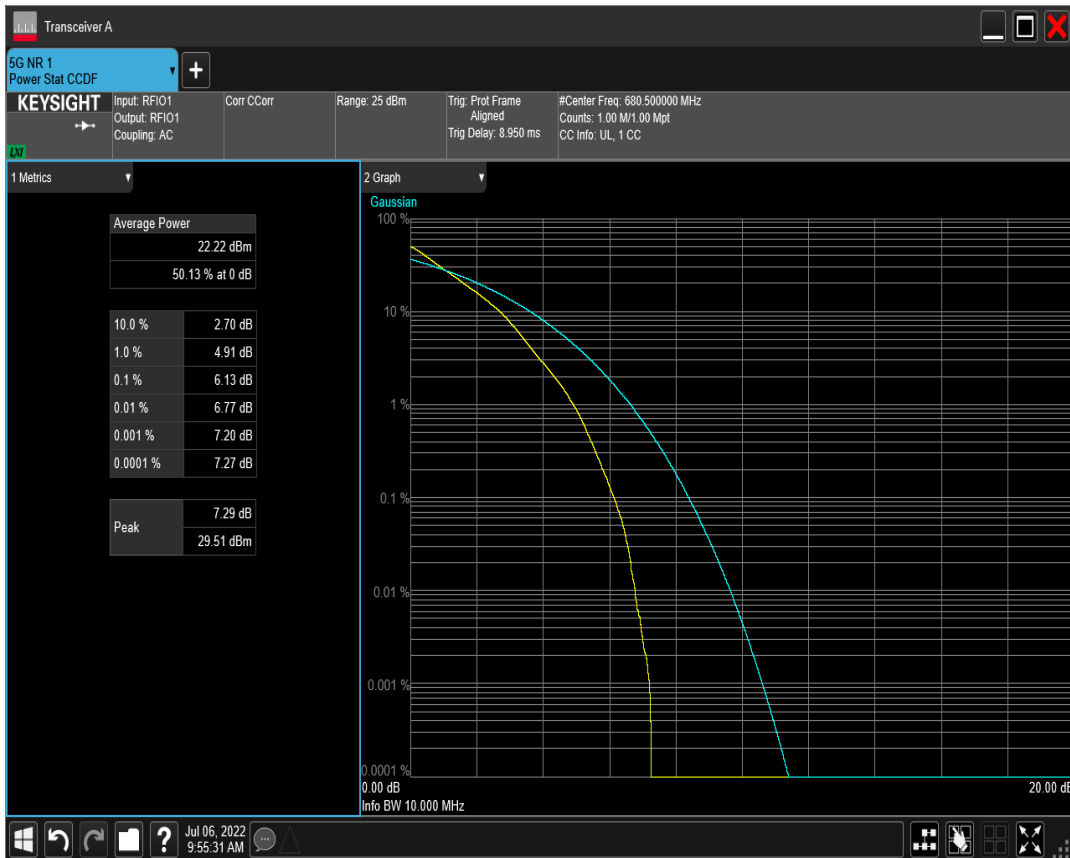 Transceiver A
5G NR 1
Power Stat CCDF
KEYSIGHT
LXI
Input: RFIO1
Output: RFIO1
Coupling: AC
Corr CCorr
Range: 25 dBm
Trig: Prot Frame
Aligned
Trig Delay: 8.950 ms
#Center Freq: 680.500000 MHz
Counts: 1.00 M/1.00 Mpt
CC Info: UL, 1 CC
1 Metrics
Average Power
22.22 dBm
50.13 % at 0 dB
10.0 % 2.70 dB
1.0 % 4.91 dB
0.1 % 6.13 dB
0.01 % 6.77 dB
0.001 % 7.20 dB
0.0001 % 7.27 dB
Peak 7.29 dB
29.51 dBm
2 Graph
Gaussian
100 %
10 %
1 %
0.1 %
0.01 %
0.001 %
0.0001 %
0.00 dB 20.00 dB
Info BW 10.000 MHz
Jul 06, 2022
9:55:31 AM